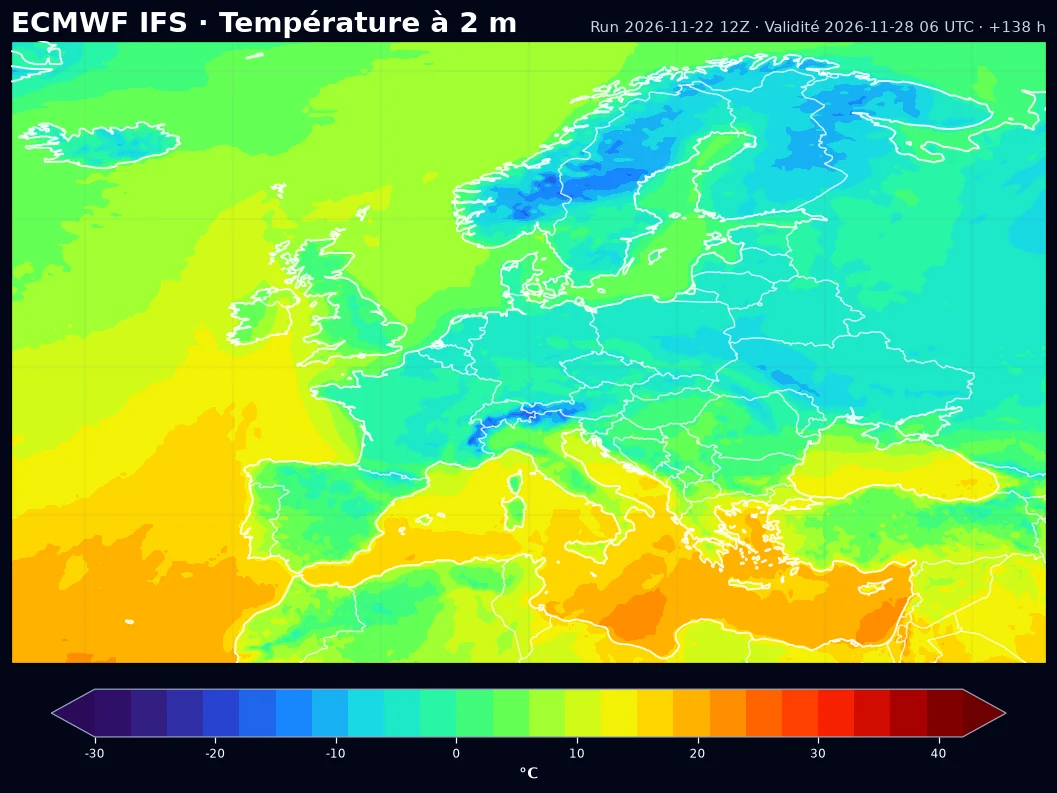 ECMWF IFS · Température à 2 m
Run 2026-11-22 12Z · Validité 2026-11-28 06 UTC · +138 h
-30 -20 -10 0 10 20 30 40
°C